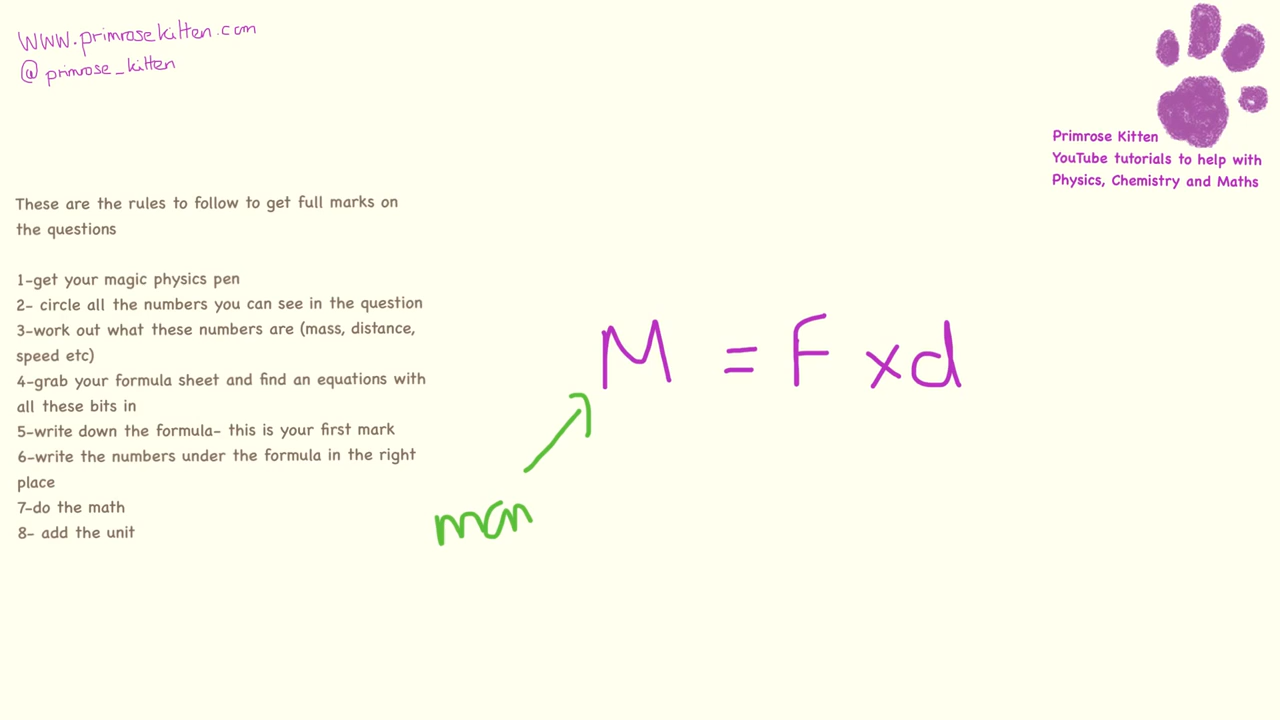 www.primrosekitten.com
@primrose_kitten
Primrose Kitten
YouTube tutorials to help with
Physics, Chemistry and Maths
These are the rules to follow to get full marks on
the questions
1-get your magic physics pen
2- circle all the numbers you can see in the question
3-work out what these numbers are (mass, distance,
speed etc)
4-grab your formula sheet and find an equations with
all these bits in
5-write down the formula- this is your first mark
6-write the numbers under the formula in the right
place
7-do the math
8- add the unit
M = F x d